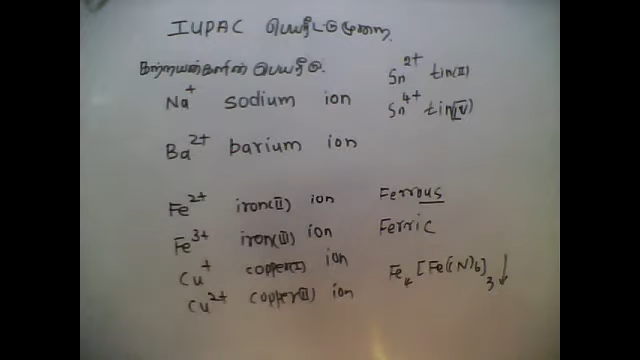 IUPAC பெயரீட்டு முறை.
கற்றயன்களின் பெயரீடு.
Na⁺ sodium ion
Ba²⁺ barium ion
Fe²⁺ iron(II) ion Ferrous
Fe³⁺ iron(III) ion Ferric
Cu⁺ copper(I) ion
Cu²⁺ copper(II) ion
Sn²⁺ tin(II)
Sn⁴⁺ tin(IV)
Fe₄[Fe(CN)₆]₃↓